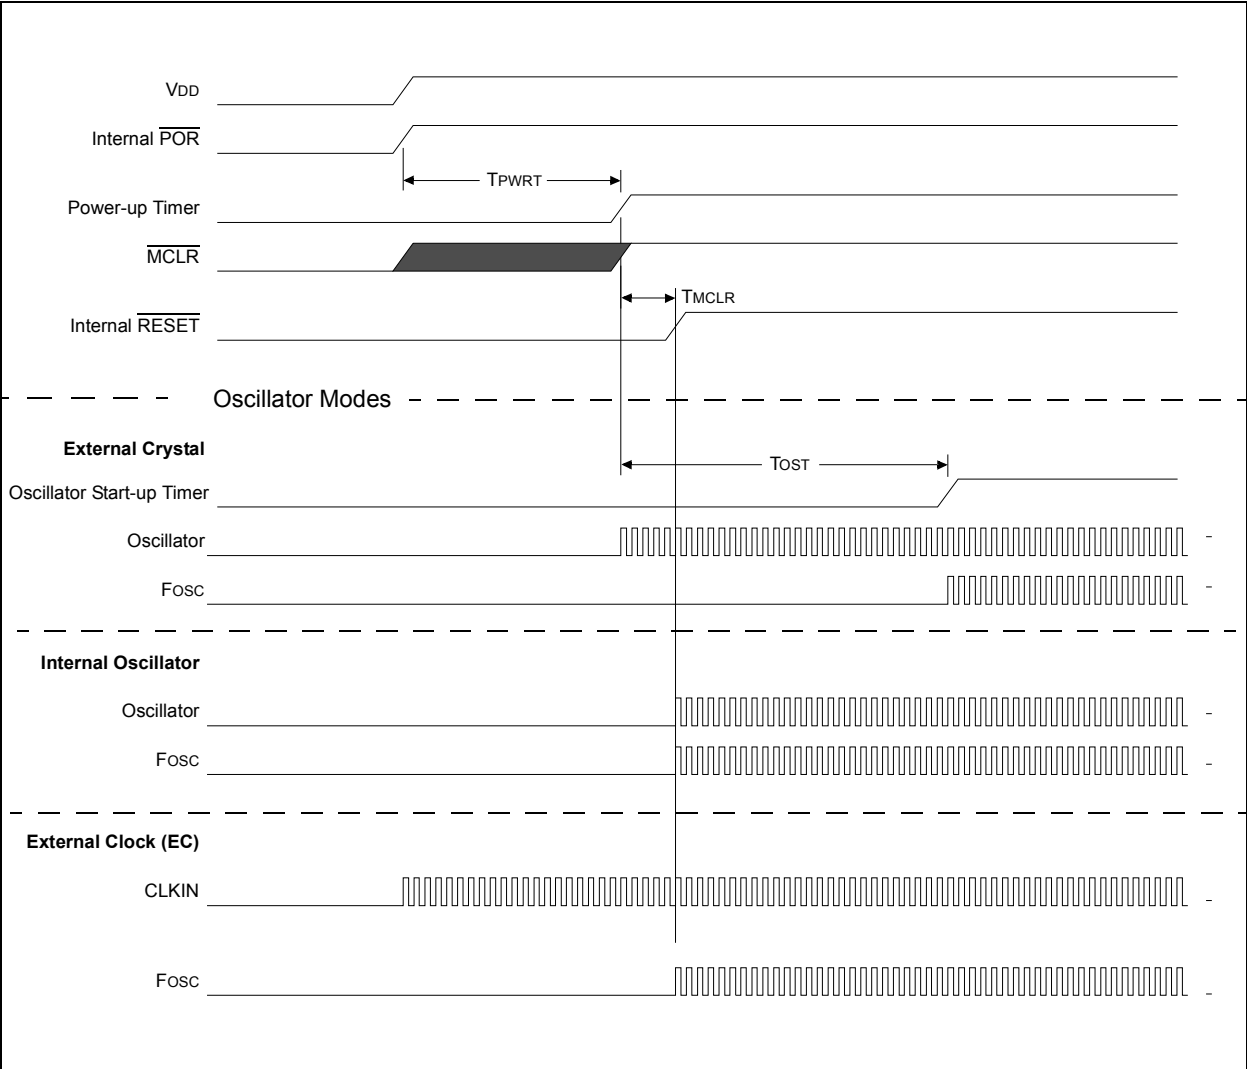 VDD
Internal POR
TPWRT
Power-up Timer
MCLR
TMCLR
Internal RESET
Oscillator Modes
External Crystal
TOST
Oscillator Start-up Timer
Oscillator
FOSC
Internal Oscillator
Oscillator
FOSC
External Clock (EC)
CLKIN
FOSC